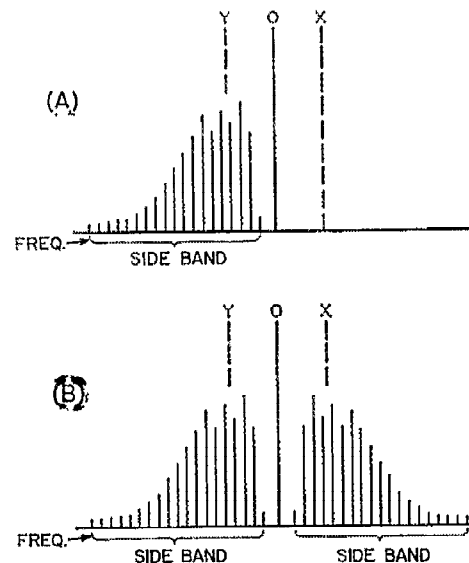 Y O X
(A)
FREQ.
SIDE BAND
Y O X
(B)
FREQ.
SIDE BAND SIDE BAND